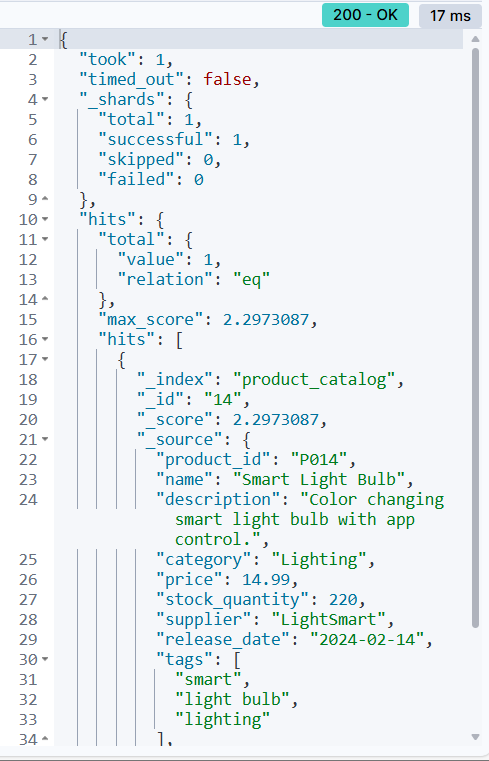 200 - OK
17 ms
1 {
2 "took": 1,
3 "timed_out": false,
4 "_shards": {
5 "total": 1,
6 "successful": 1,
7 "skipped": 0,
8 "failed": 0
9 },
10 "hits": {
11 "total": {
12 "value": 1,
13 "relation": "eq"
14 },
15 "max_score": 2.2973087,
16 "hits": [
17 {
18 "_index": "product_catalog",
19 "_id": "14",
20 "_score": 2.2973087,
21 "_source": {
22 "product_id": "P014",
23 "name": "Smart Light Bulb",
24 "description": "Color changing
smart light bulb with app
control.",
25 "category": "Lighting",
26 "price": 14.99,
27 "stock_quantity": 220,
28 "supplier": "LightSmart",
29 "release_date": "2024-02-14",
30 "tags": [
31 "smart",
32 "light bulb",
33 "lighting"
34 ],